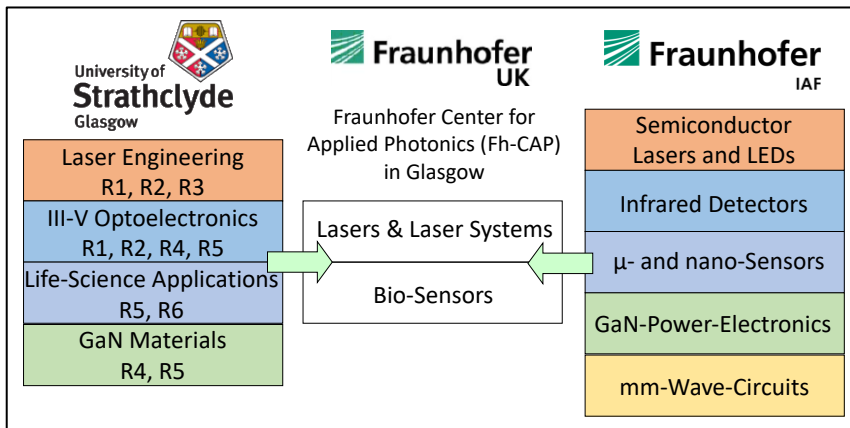 University of
Strathclyde
Glasgow
Laser Engineering
R1, R2, R3
III-V Optoelectronics
R1, R2, R4, R5
Life-Science Applications
R5, R6
GaN Materials
R4, R5
Fraunhofer
UK
Fraunhofer Center for
Applied Photonics (Fh-CAP)
in Glasgow
Lasers & Laser Systems
Bio-Sensors
Fraunhofer
IAF
Semiconductor
Lasers and LEDs
Infrared Detectors
µ- and nano-Sensors
GaN-Power-Electronics
mm-Wave-Circuits